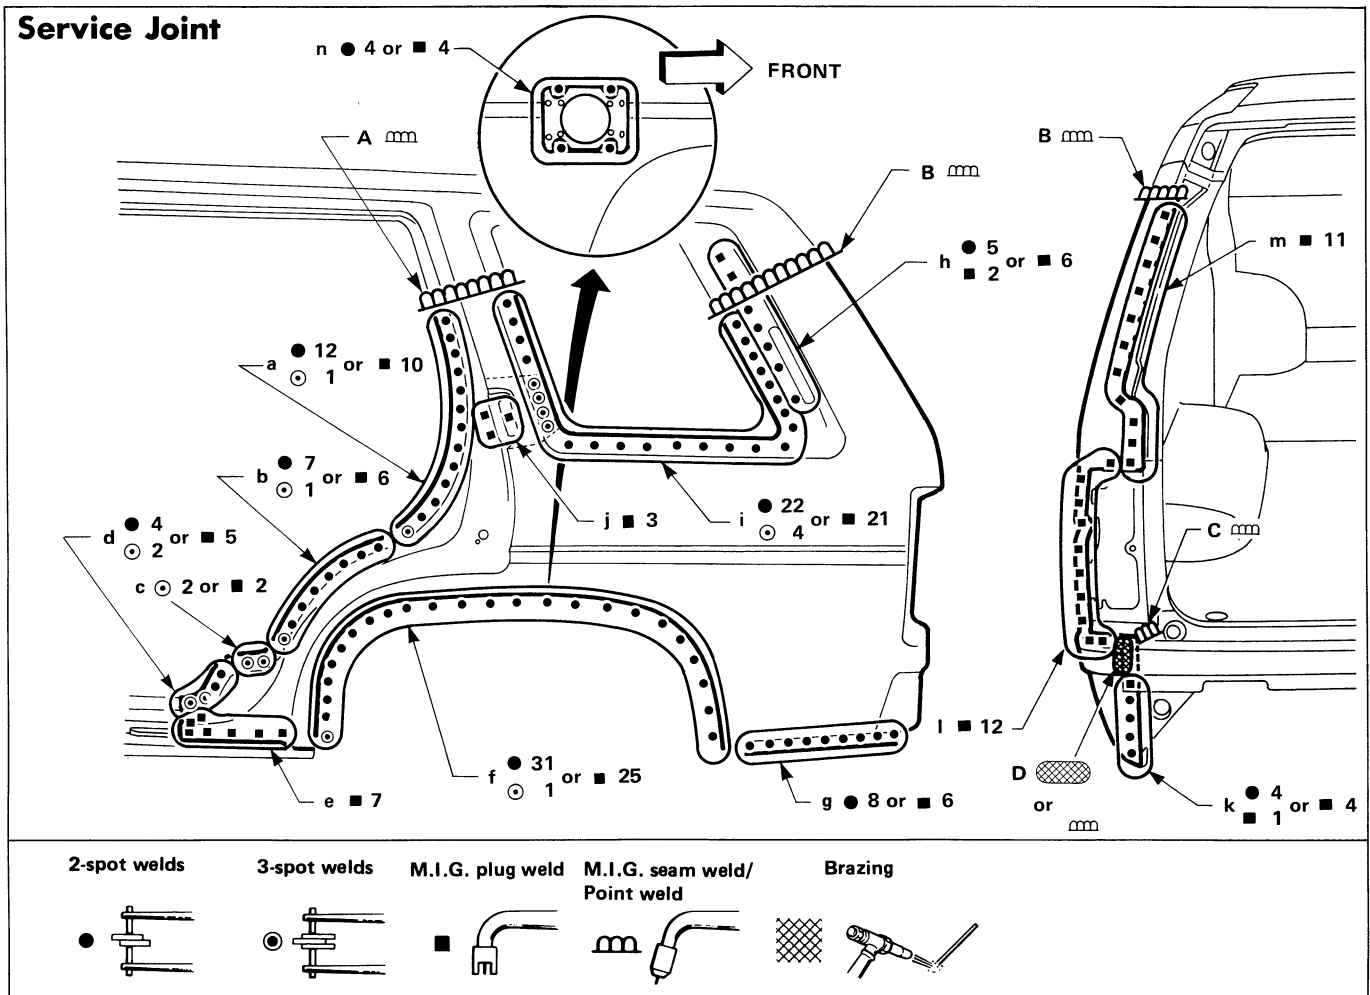 Service Joint
n ● 4 or ■ 4
FRONT
A
B
B
h ● 5 ■ 2 or ■ 6
m ■ 11
a ● 12 ⊙ 1 or ■ 10
b ● 7 ⊙ 1 or ■ 6
d ● 4 ⊙ 2 or ■ 5
c ⊙ 2 or ■ 2
j ■ 3
i ● 22 ⊙ 4 or ■ 21
C
l ■ 12
f ● 31 ⊙ 1 or ■ 25
e ■ 7
g ● 8 or ■ 6
D
or
k ● 4 ■ 1 or ■ 4
2-spot welds
3-spot welds
M.I.G. plug weld
M.I.G. seam weld/
Point weld
Brazing